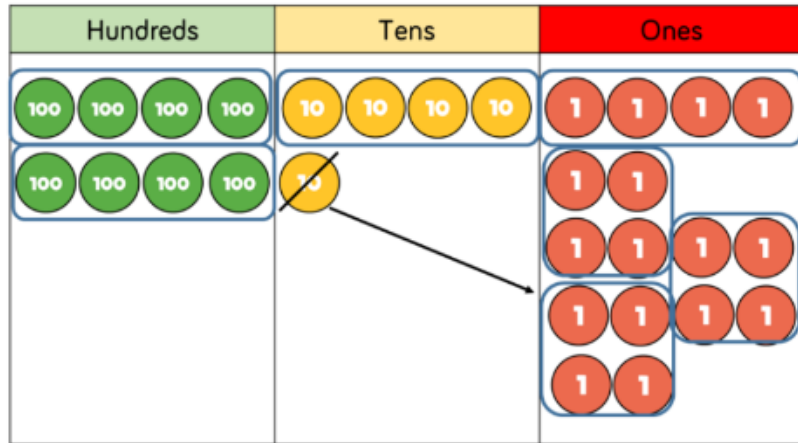 Hundreds Tens Ones
100 100 100 100 10 10 10 10 1 1 1 1
100 100 100 100 10 1 1
1 1 1 1
1 1 1 1
1 1